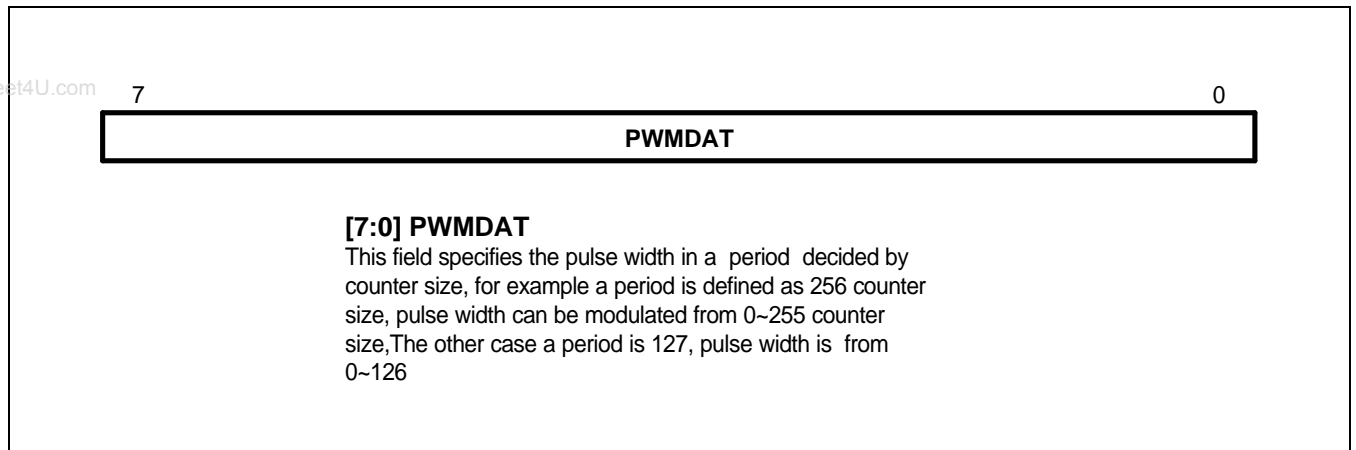 et4U.com
7 0
PWMDAT
[7:0] PWMDAT
This field specifies the pulse width in a period decided by
counter size, for example a period is defined as 256 counter
size, pulse width can be modulated from 0~255 counter
size,The other case a period is 127, pulse width is from
0~126